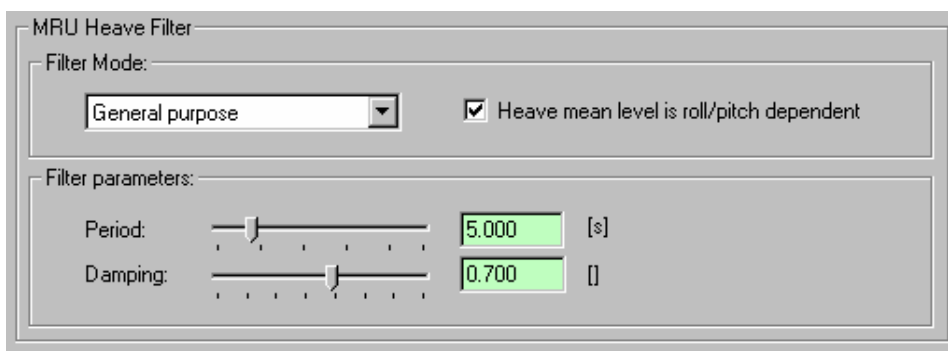 MRU Heave Filter
Filter Mode:
General purpose
Heave mean level is roll/pitch dependent
Filter parameters:
Period: 5.000 [s]
Damping: 0.700 []